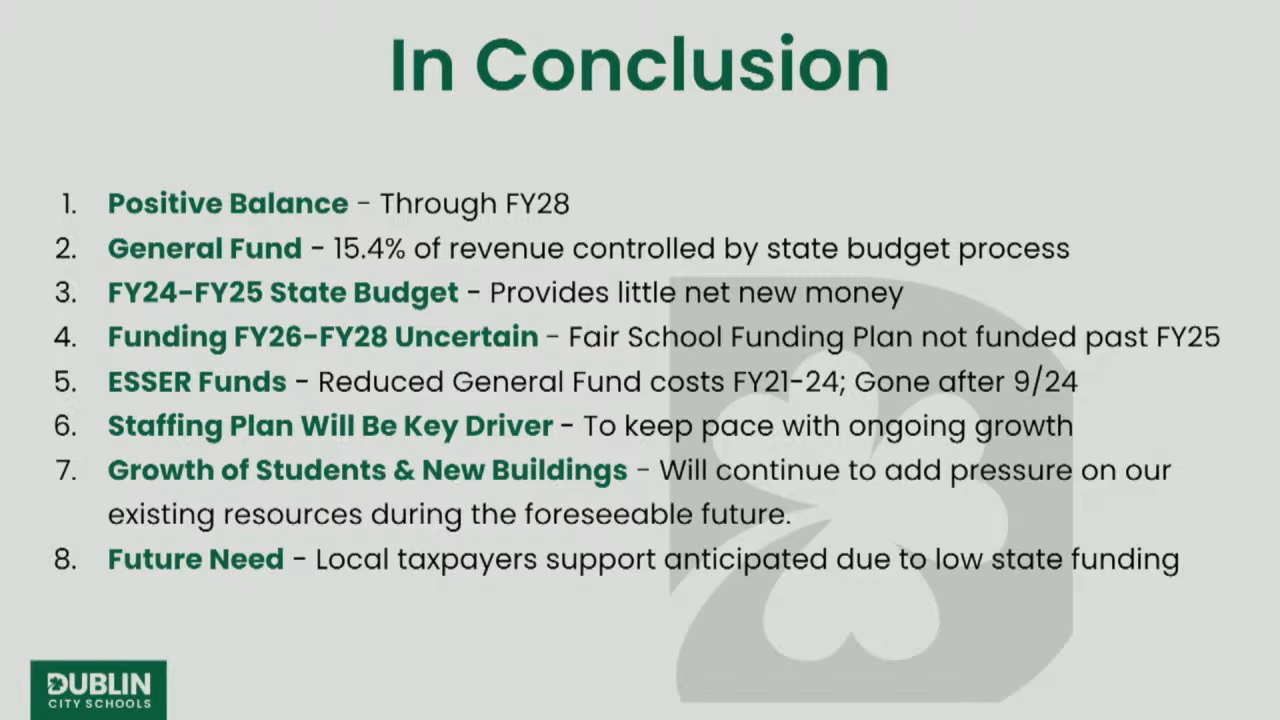 In Conclusion
1. Positive Balance - Through FY28
2. General Fund - 15.4% of revenue controlled by state budget process
3. FY24-FY25 State Budget - Provides little net new money
4. Funding FY26-FY28 Uncertain - Fair School Funding Plan not funded past FY25
5. ESSER Funds - Reduced General Fund costs FY21-24; Gone after 9/24
6. Staffing Plan Will Be Key Driver - To keep pace with ongoing growth
7. Growth of Students & New Buildings - Will continue to add pressure on our
existing resources during the foreseeable future.
8. Future Need - Local taxpayers support anticipated due to low state funding
DUBLIN
CITY SCHOOLS